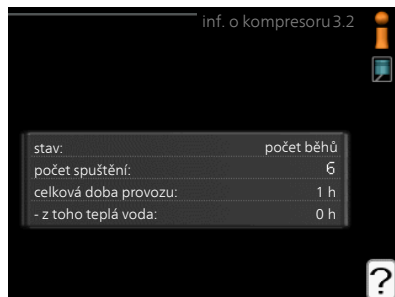 inf. o kompresoru 3.2
stav: počet běhů
počet spuštění: 6
celková doba provozu: 1 h
- z toho teplá voda: 0 h
?